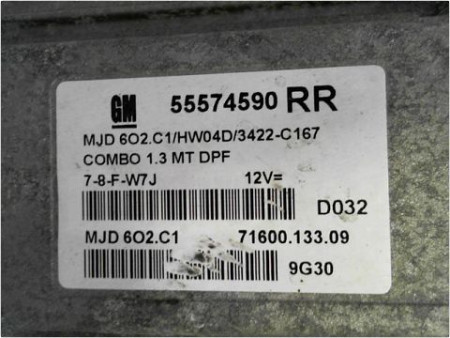 GM 55574590 RR
MJD 6O2.C1/HW04D/3422-C167
COMBO 1.3 MT DPF
7-8-F-W7J 12V=
D032
MJD 6O2.C1 71600.133.09
9G30